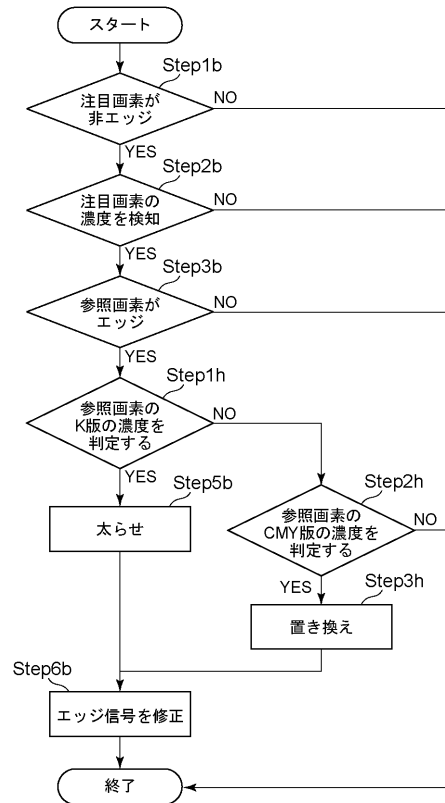 スタート
Step1b
注目画素が
非エッジ
NO
YES
Step2b
注目画素の
濃度を検知
NO
YES
Step3b
参照画素が
エッジ
NO
YES
Step1h
参照画素の
K版の濃度を
判定する
NO
YES
Step5b
太らせ
Step2h
参照画素の
CMY版の濃度を
判定する
NO
YES
Step3h
置き換え
Step6b
エッジ信号を修正
終了